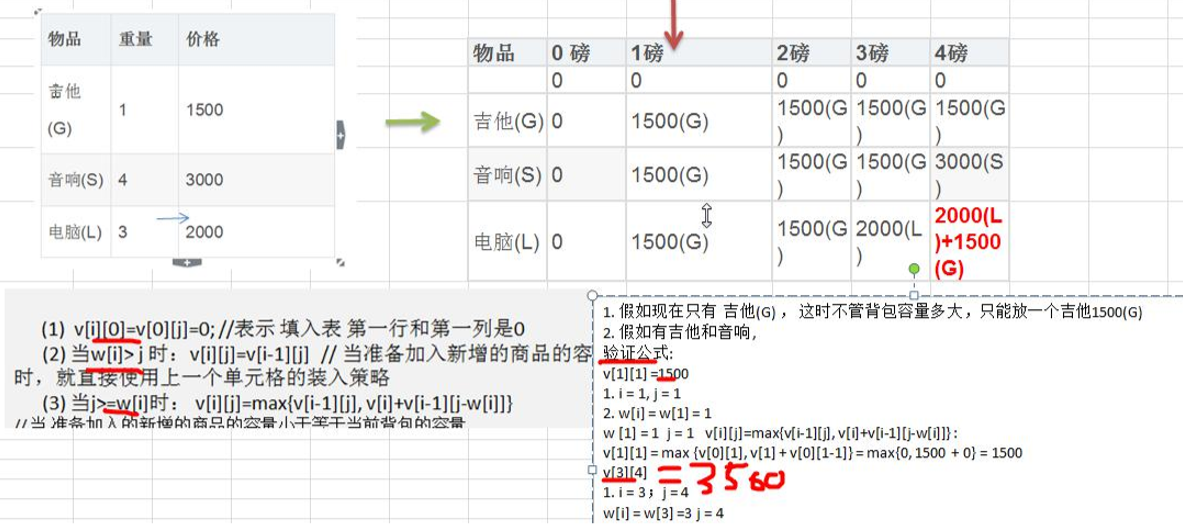 物品 重量 价格
吉他
(G) 1 1500
音响(S) 4 3000
电脑(L) 3 2000
物品 0 磅 1磅 2磅 3磅 4磅
0 0 0 0 0
吉他(G) 0 1500(G) 1500(G) 1500(G) 1500(G)
音响(S) 0 1500(G) 1500(G) 1500(G) 3000(S)
电脑(L) 0 1500(G) 1500(G) 2000(L) 2000(L)+1500(G)
(1) v[i][0]=v[0][j]=0; //表示 填入表 第一行和第一列是0
(2) 当w[i]> j 时：v[i][j]=v[i-1][j] // 当准备加入新增的商品的容
时，就直接使用上一个单元格的装入策略
(3) 当j>=w[i]时： v[i][j]=max{v[i-1][j], v[i]+v[i-1][j-w[i]]}
// 当 准备加入的新增的商品的容量小于等于当前背包的容量
1. 假如现在只有 吉他(G) ， 这时不管背包容量多大，只能放一个吉他1500(G)
2. 假如有吉他和音响,
验证公式:
v[1][1] =1500
1. i = 1, j = 1
2. w[i] = w[1] = 1
w [1] = 1 j = 1 v[i][j]=max{v[i-1][j], v[i]+v[i-1][j-w[i]]} :
v[1][1] = max {v[0][1], v[1] + v[0][1-1]} = max{0, 1500 + 0} = 1500
v[3][4] = 3500
1. i = 3；j = 4
w[i] = w[3] =3 j = 4